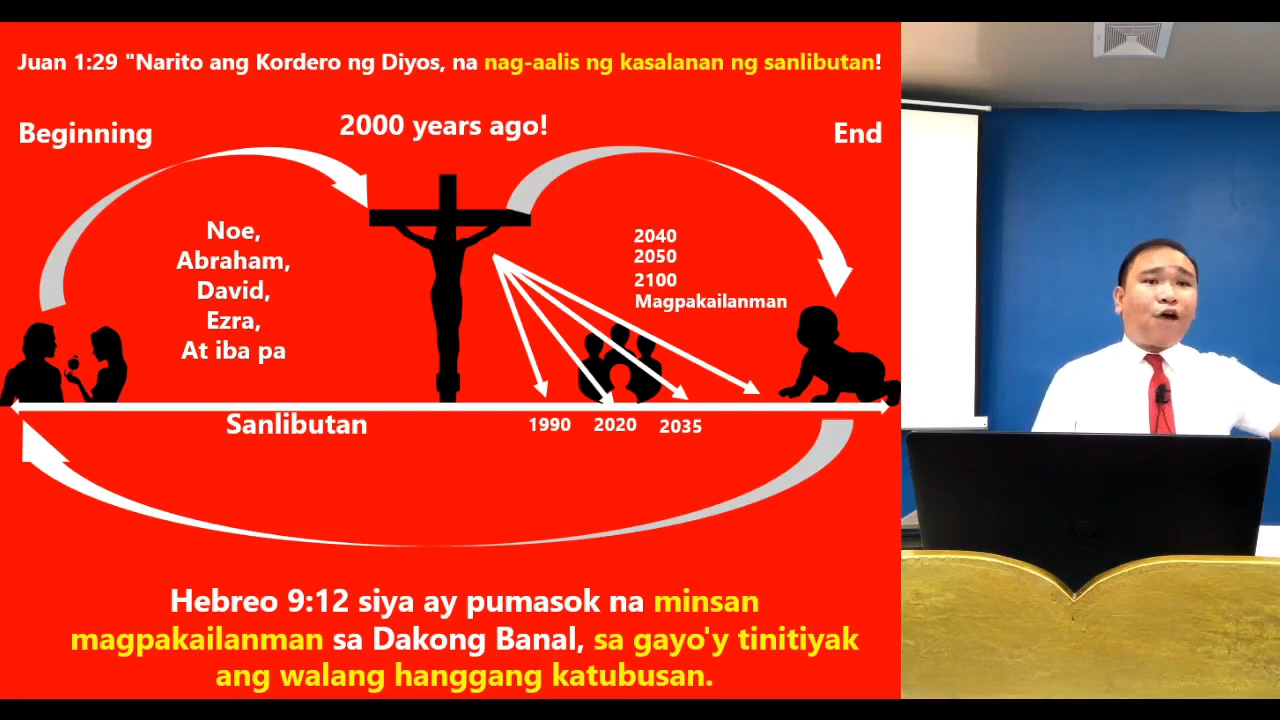 Juan 1:29 "Narito ang Kordero ng Diyos, na nag-aalis ng kasalanan ng sanlibutan!
Beginning
2000 years ago!
End
Noe,
Abraham,
David,
Ezra,
At iba pa
2040
2050
2100
Magpakailanman
Sanlibutan
1990
2020
2035
Hebreo 9:12 siya ay pumasok na minsan
magpakailanman sa Dakong Banal, sa gayo'y tinitiyak
ang walang hanggang katubusan.